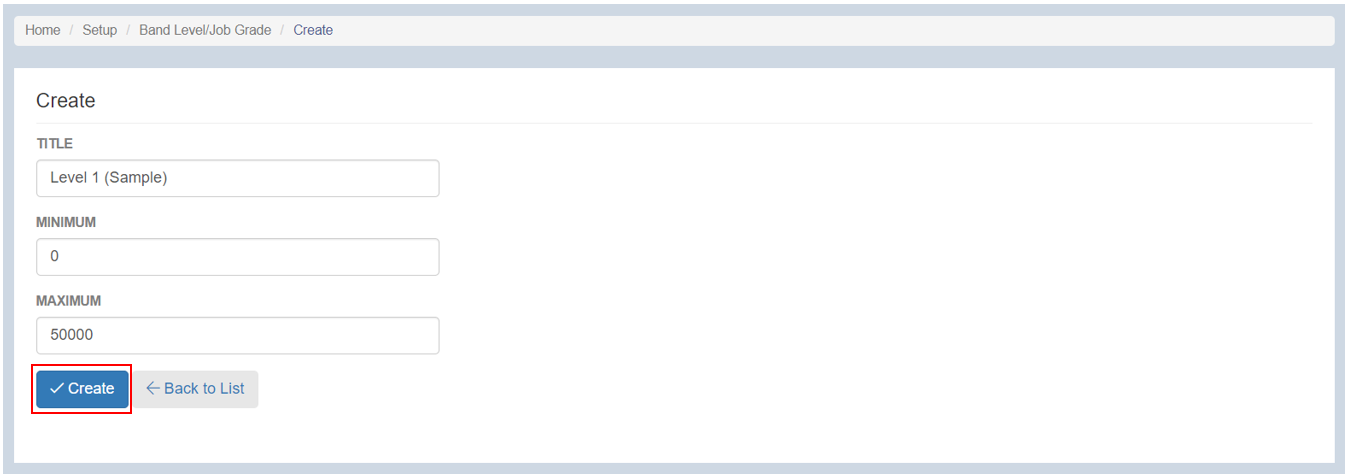 Home / Setup / Band Level/Job Grade / Create
Create
TITLE
Level 1 (Sample)
MINIMUM
0
MAXIMUM
50000
Create Back to List